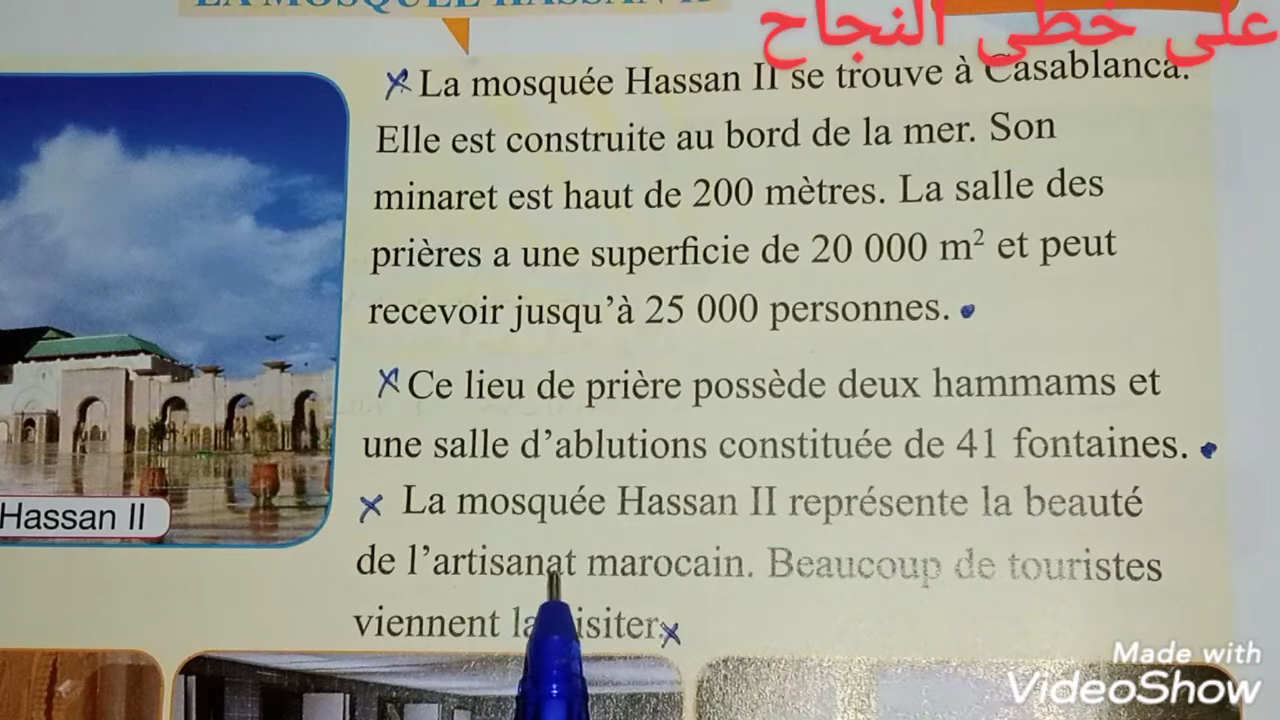 LA MOSQUÉE HASSAN II
على خطى النجاح
La mosquée Hassan II se trouve à Casablanca.
Elle est construite au bord de la mer. Son
minaret est haut de 200 mètres. La salle des
prières a une superficie de 20 000 m² et peut
recevoir jusqu’à 25 000 personnes.
Ce lieu de prière possède deux hammams et
une salle d’ablutions constituée de 41 fontaines.
La mosquée Hassan II représente la beauté
de l’artisanat marocain. Beaucoup de touristes
viennent la visiter.
Hassan II
Made with
VideoShow